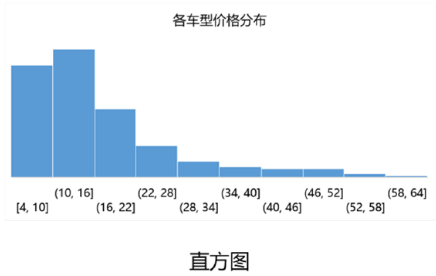 各车型价格分布
(10, 16] (22, 28] (34, 40] (46, 52] (58, 64]
[4, 10] (16, 22] (28, 34] (40, 46] (52, 58]
直方图